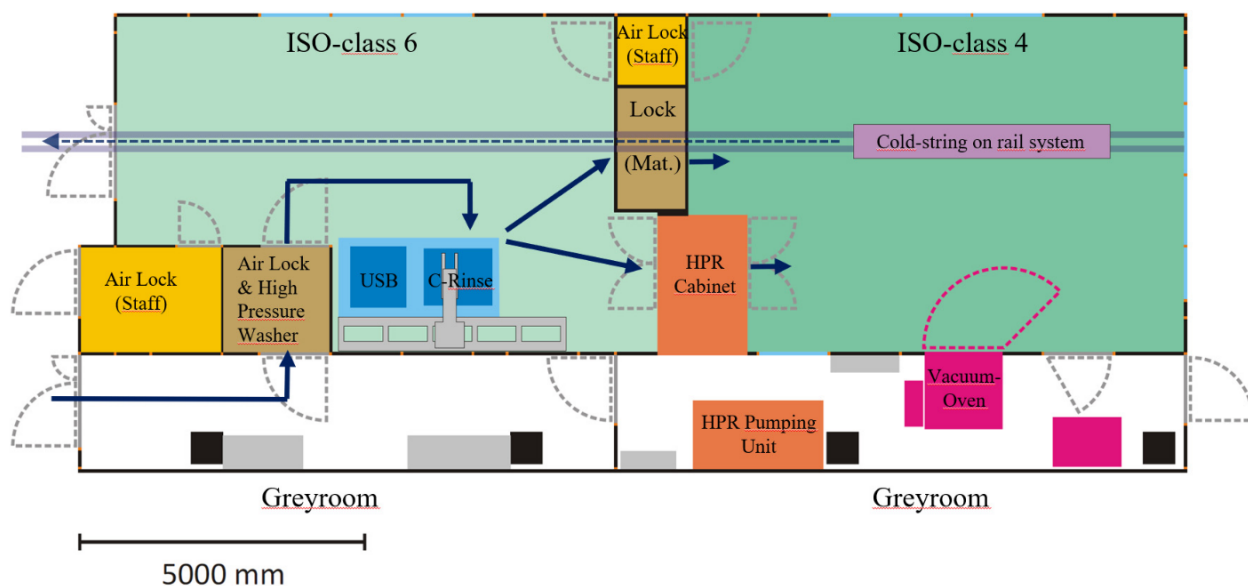 ISO-class 6
Air Lock
(Staff)
ISO-class 4
Lock
(Mat.)
Cold-string on rail system
Air Lock
(Staff)
Air Lock
& High
Pressure
Washer
USB
C-Rinse
HPR
Cabinet
Vacuum-
Oven
HPR Pumping
Unit
Greyroom
Greyroom
5000 mm